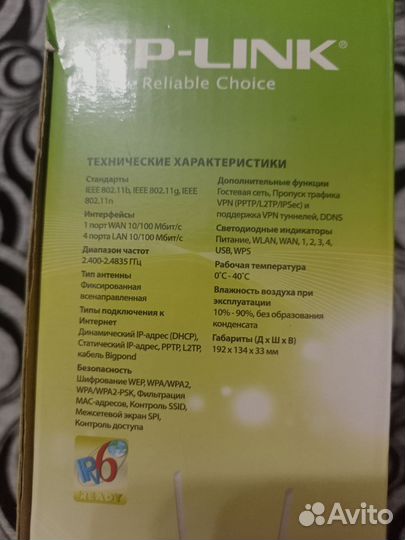 TP-LINK®
Reliable Choice
ТЕХНИЧЕСКИЕ ХАРАКТЕРИСТИКИ
Стандарты
IEEE 802.11b, IEEE 802.11g, IEEE
802.11n
Интерфейсы
1 порт WAN 10/100 Мбит/с
4 порта LAN 10/100 Мбит/с
Диапазон частот
2.400-2.4835 ГГц
Тип антенны
Фиксированная
всенаправленная
Типы подключения к
Интернет
Динамический IP-адрес (DHCP),
Статический IP-адрес, PPTP, L2TP,
кабель Bigpond
Безопасность
Шифрование WEP, WPA/WPA2,
WPA/WPA2-PSK, Фильтрация
MAC-адресов, Контроль SSID,
Межсетевой экран SPI,
Контроль доступа
Дополнительные функции
Гостевая сеть, Пропуск трафика
VPN (PPTP/L2TP/IPSec) и
поддержка VPN туннелей, DDNS
Светодиодные индикаторы
Питание, WLAN, WAN, 1, 2, 3, 4,
USB, WPS
Рабочая температура
0˚C - 40˚C
Влажность воздуха при
эксплуатации
10% - 90%, без образования
конденсата
Габариты (Д x Ш x В)
192 x 134 x 33 мм
IPv6
READY
Avito